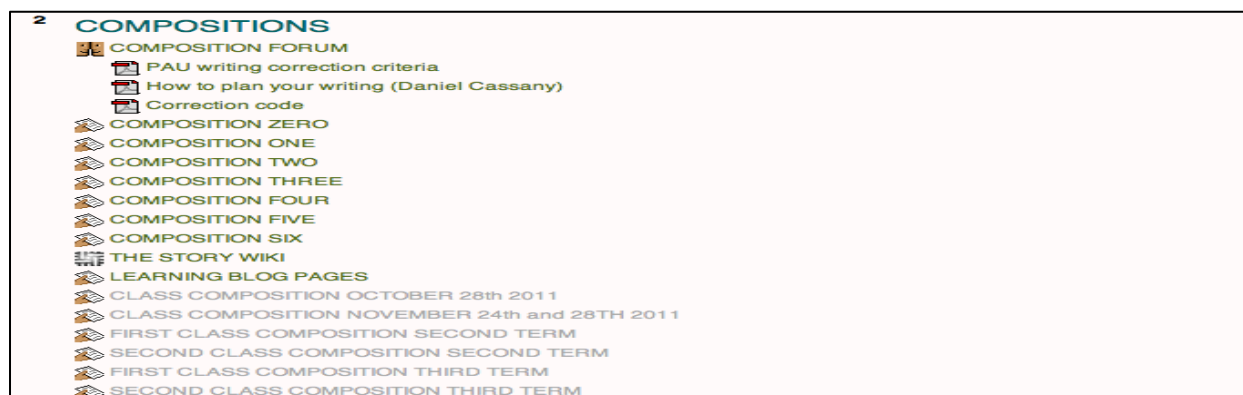 2
COMPOSITIONS
COMPOSITION FORUM
PAU writing correction criteria
How to plan your writing (Daniel Cassany)
Correction code
COMPOSITION ZERO
COMPOSITION ONE
COMPOSITION TWO
COMPOSITION THREE
COMPOSITION FOUR
COMPOSITION FIVE
COMPOSITION SIX
THE STORY WIKI
LEARNING BLOG PAGES
CLASS COMPOSITION OCTOBER 28th 2011
CLASS COMPOSITION NOVEMBER 24th and 28TH 2011
FIRST CLASS COMPOSITION SECOND TERM
SECOND CLASS COMPOSITION SECOND TERM
FIRST CLASS COMPOSITION THIRD TERM
SECOND CLASS COMPOSITION THIRD TERM